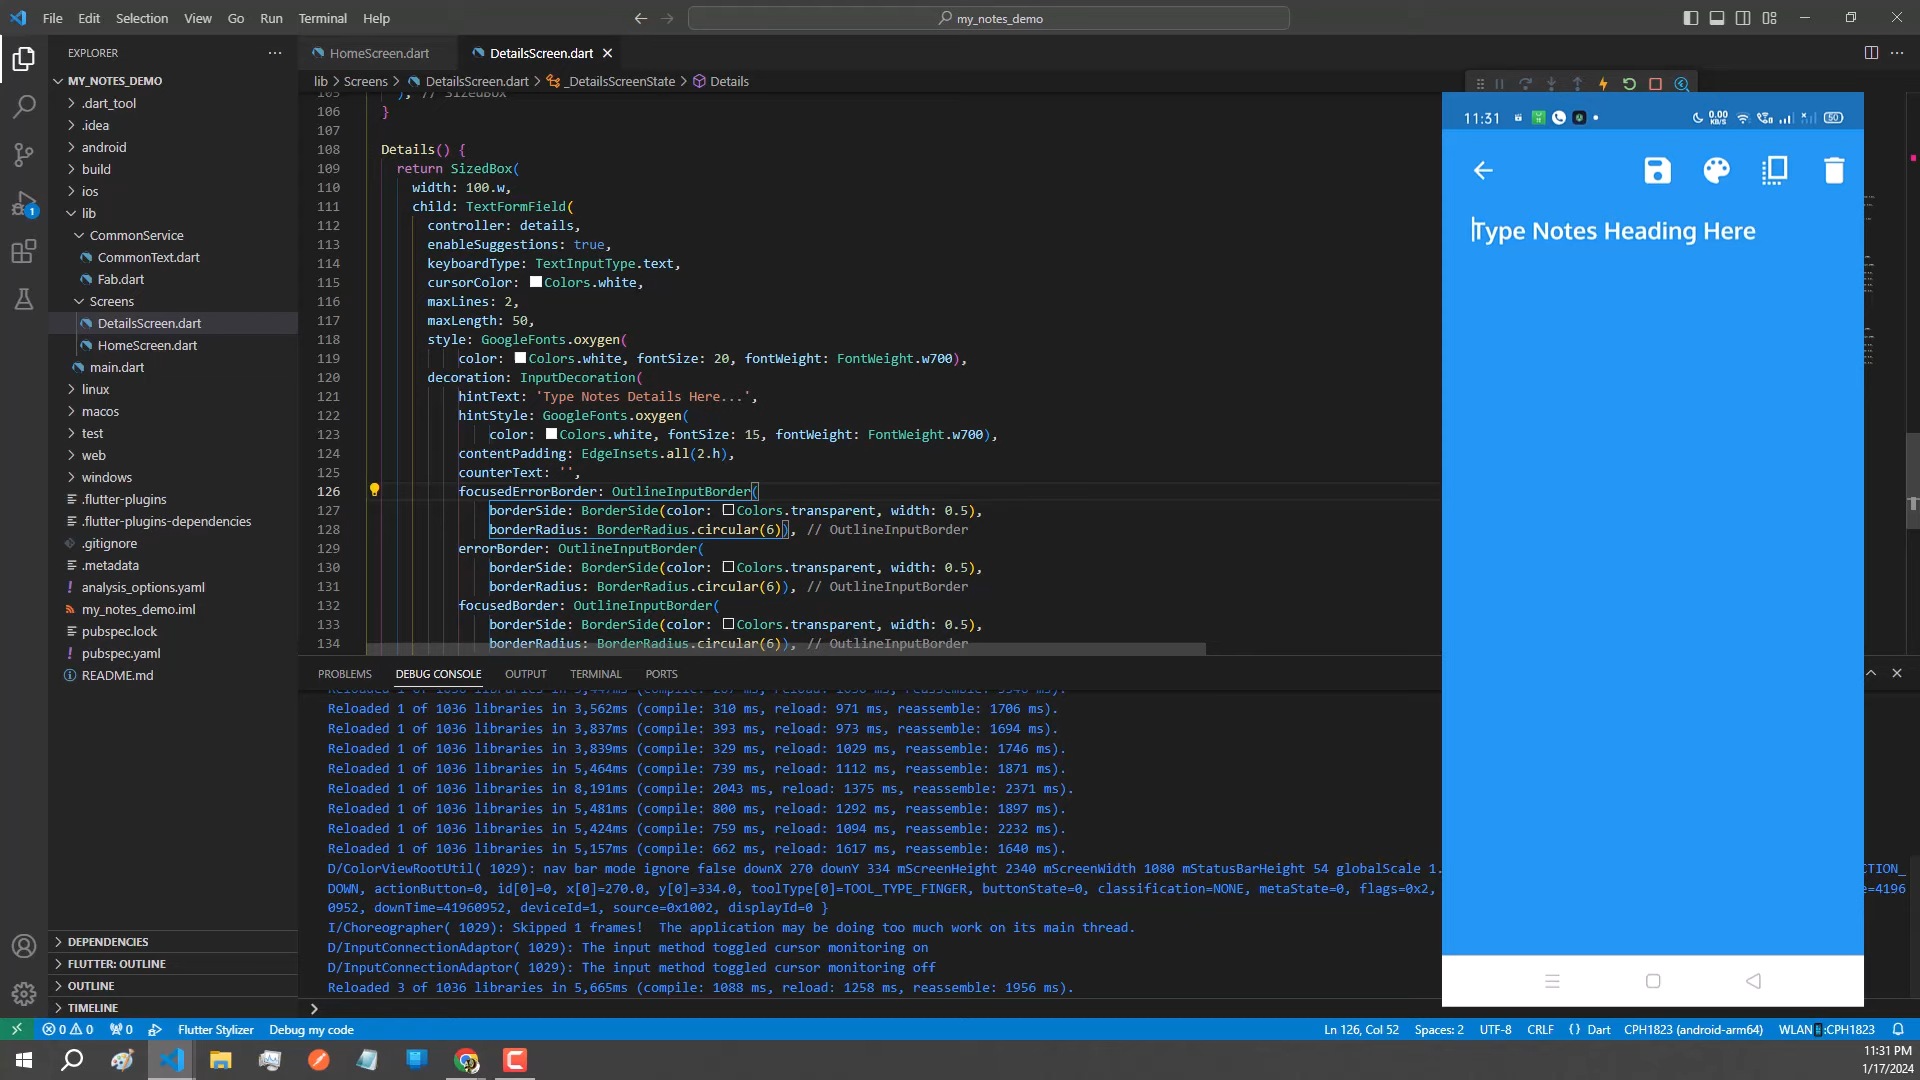 File Edit Selection View Go Run Terminal Help
my_notes_demo
EXPLORER
MY_NOTES_DEMO
.dart_tool
.idea
android
build
ios
lib
CommonService
CommonText.dart
Fab.dart
Screens
DetailsScreen.dart
HomeScreen.dart
main.dart
linux
macos
test
web
windows
.flutter-plugins
.flutter-plugins-dependencies
.gitignore
.metadata
analysis_options.yaml
my_notes_demo.iml
pubspec.lock
pubspec.yaml
README.md
DEPENDENCIES
FLUTTER: OUTLINE
OUTLINE
TIMELINE
1
HomeScreen.dart DetailsScreen.dart
lib > Screens > DetailsScreen.dart > _DetailsScreenState > Details
105 ), // SizedBox
106 }
107
108 Details() {
109 return SizedBox(
110 width: 100.w,
111 child: TextFormField(
112 controller: details,
113 enableSuggestions: true,
114 keyboardType: TextInputType.text,
115 cursorColor: Colors.white,
116 maxLines: 2,
117 maxLength: 50,
118 style: GoogleFonts.oxygen(
119 color: Colors.white, fontSize: 20, fontWeight: FontWeight.w700),
120 decoration: InputDecoration(
121 hintText: 'Type Notes Details Here...',
122 hintStyle: GoogleFonts.oxygen(
123 color: Colors.white, fontSize: 15, fontWeight: FontWeight.w700),
124 contentPadding: EdgeInsets.all(2.h),
125 counterText: '',
126 focusedErrorBorder: OutlineInputBorder(
127 borderSide: BorderSide(color: Colors.transparent, width: 0.5),
128 borderRadius: BorderRadius.circular(6)), // OutlineInputBorder
129 errorBorder: OutlineInputBorder(
130 borderSide: BorderSide(color: Colors.transparent, width: 0.5),
131 borderRadius: BorderRadius.circular(6)), // OutlineInputBorder
132 focusedBorder: OutlineInputBorder(
133 borderSide: BorderSide(color: Colors.transparent, width: 0.5),
134 borderRadius: BorderRadius.circular(6)), // OutlineInputBorder
PROBLEMS DEBUG CONSOLE OUTPUT TERMINAL PORTS
Reloaded 1 of 1036 libraries in 3,562ms (compile: 310 ms, reload: 971 ms, reassemble: 1706 ms).
Reloaded 1 of 1036 libraries in 3,837ms (compile: 393 ms, reload: 973 ms, reassemble: 1694 ms).
Reloaded 1 of 1036 libraries in 3,839ms (compile: 329 ms, reload: 1029 ms, reassemble: 1746 ms).
Reloaded 1 of 1036 libraries in 5,464ms (compile: 739 ms, reload: 1112 ms, reassemble: 1871 ms).
Reloaded 1 of 1036 libraries in 8,191ms (compile: 2043 ms, reload: 1375 ms, reassemble: 2371 ms).
Reloaded 1 of 1036 libraries in 5,481ms (compile: 800 ms, reload: 1292 ms, reassemble: 1897 ms).
Reloaded 1 of 1036 libraries in 5,424ms (compile: 759 ms, reload: 1094 ms, reassemble: 2232 ms).
Reloaded 1 of 1036 libraries in 5,157ms (compile: 662 ms, reload: 1617 ms, reassemble: 1640 ms).
D/ColorViewRootUtil( 1029): nav bar mode ignore false downX 270 downY 334 mScreenHeight 2340 mScreenWidth 1080 mStatusBarHeight 54 globalScale 1. CTION_
DOWN, actionButton=0, id[0]=0, x[0]=270.0, y[0]=334.0, toolType[0]=TOOL_TYPE_FINGER, buttonState=0, classification=NONE, metaState=0, flags=0x2, e=4196
0952, downTime=41960952, deviceId=1, source=0x1002, displayId=0 }
I/Choreographer( 1029): Skipped 1 frames! The application may be doing too much work on its main thread.
D/InputConnectionAdaptor( 1029): The input method toggled cursor monitoring on
D/InputConnectionAdaptor( 1029): The input method toggled cursor monitoring off
Reloaded 3 of 1036 libraries in 5,665ms (compile: 1088 ms, reload: 1258 ms, reassemble: 1956 ms).
11:31 0.00 KB/S 50
Type Notes Heading Here
0 0 0 Flutter Stylizer Debug my code Ln 126, Col 52 Spaces: 2 UTF-8 CRLF {} Dart CPH1823 (android-arm64) WLAN :CPH1823
11:31 PM
1/17/2024